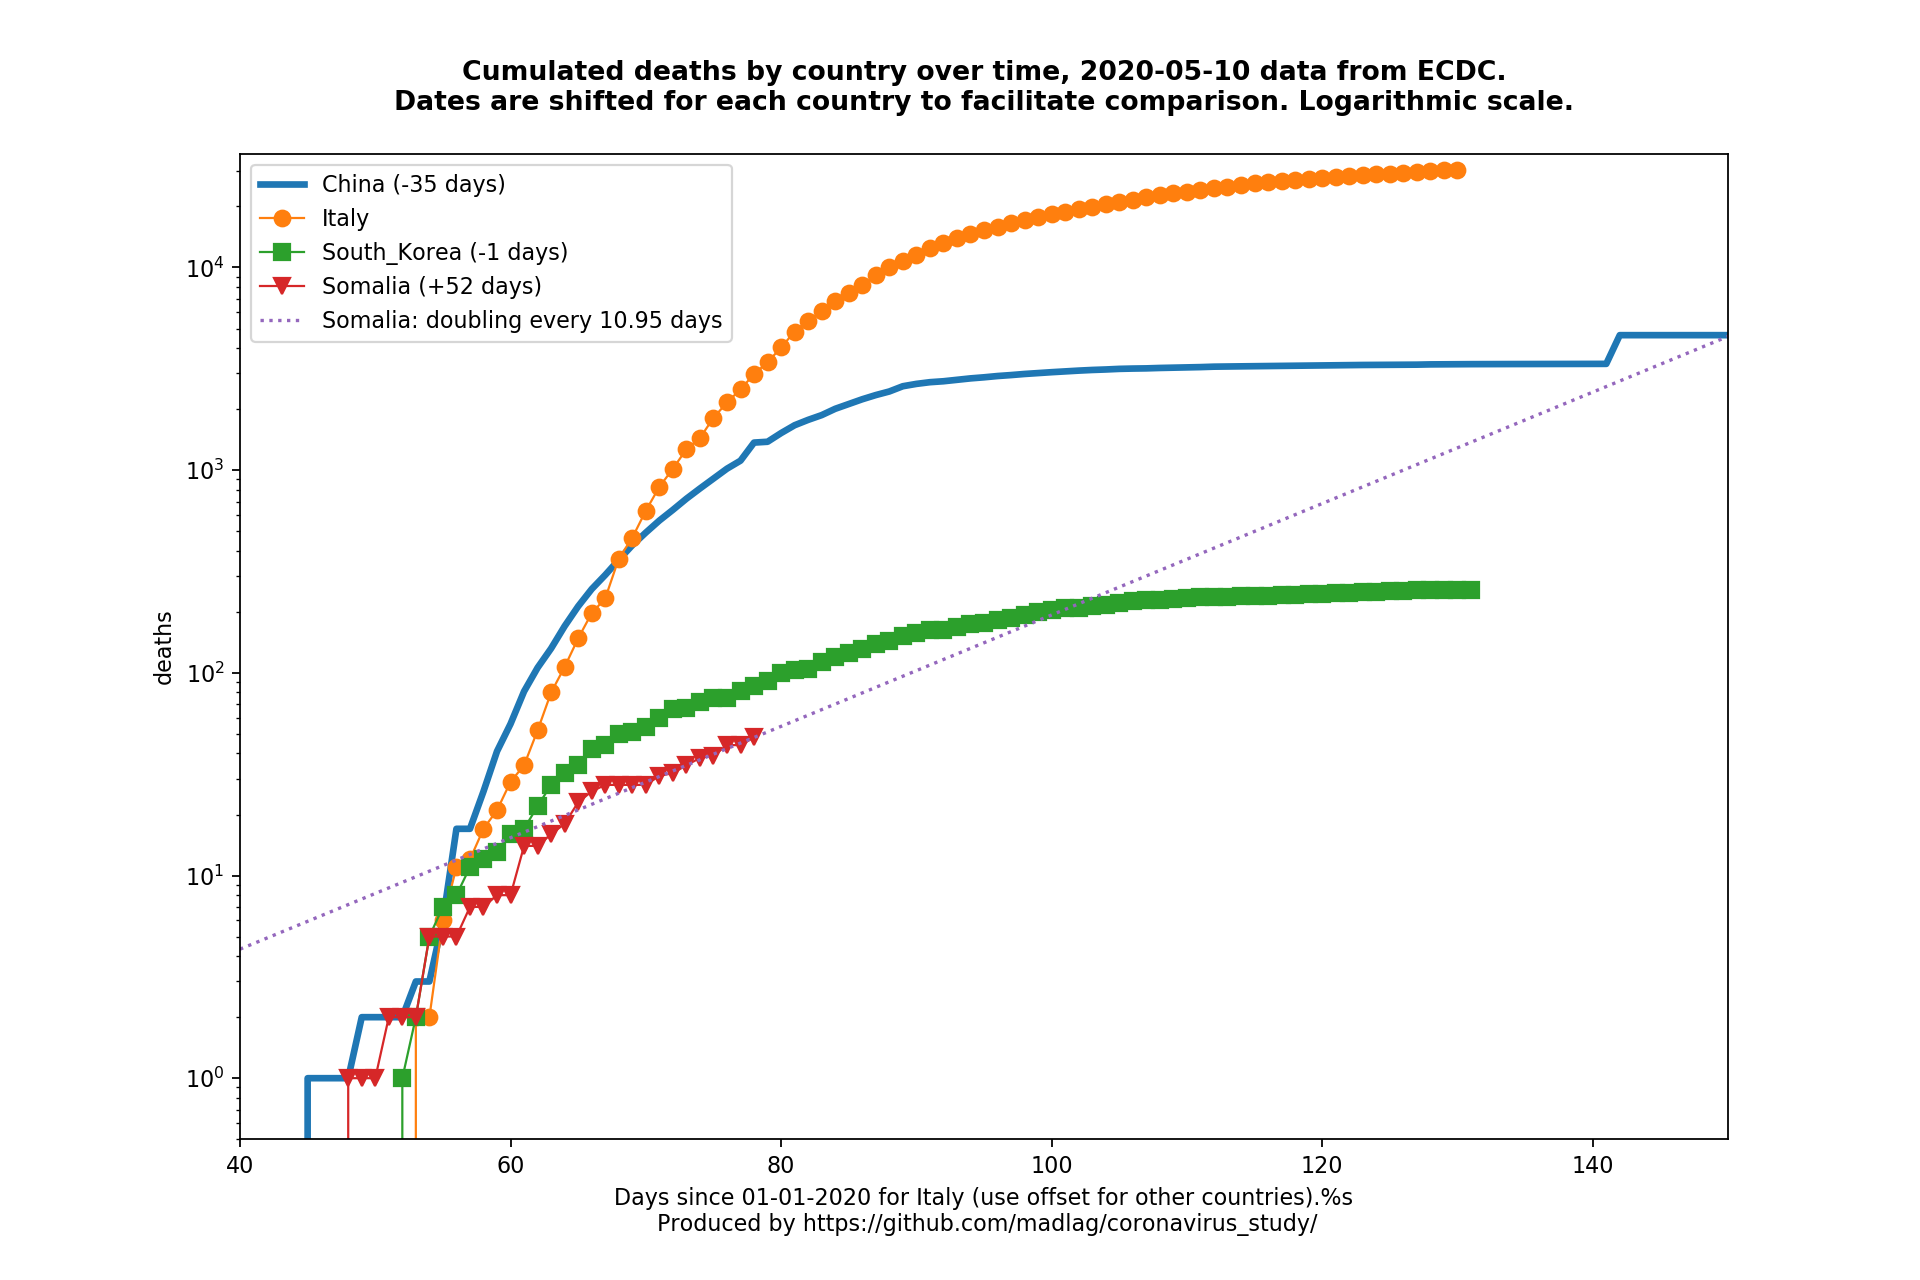 Cumulated deaths by country over time, 2020-05-10 data from ECDC.
Dates are shifted for each country to facilitate comparison. Logarithmic scale.
China (-35 days)
Italy
South_Korea (-1 days)
Somalia (+52 days)
Somalia: doubling every 10.95 days
deaths
10⁴
10³
10²
10¹
10⁰
40 60 80 100 120 140
Days since 01-01-2020 for Italy (use offset for other countries).%s
Produced by https://github.com/madlag/coronavirus_study/